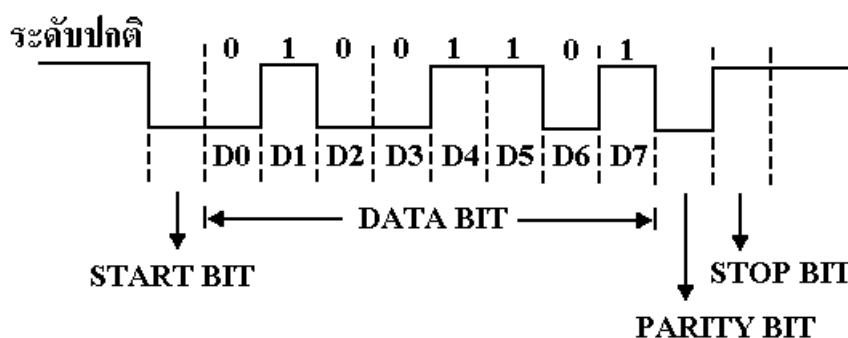 ระดับปกติ
0 1 0 0 1 1 0 1
D0 D1 D2 D3 D4 D5 D6 D7
DATA BIT
START BIT
STOP BIT
PARITY BIT